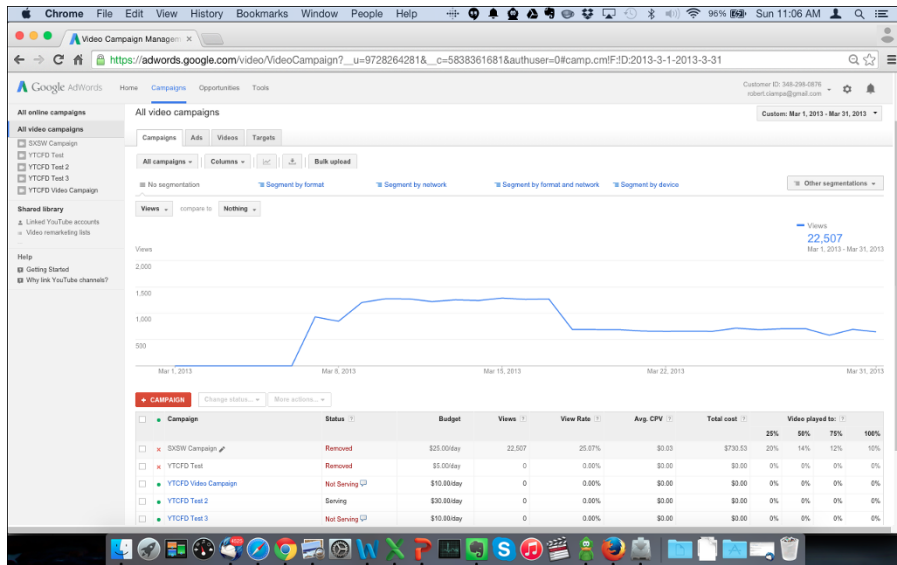 Chrome File Edit View History Bookmarks Window People Help 96% Sun 11:06 AM
Video Campaign Managem
https://adwords.google.com/video/VideoCampaign?__u=9728264281&__c=5838361681&authuser=0#camp.cm!F:!D:2013-3-1-2013-3-31
Google AdWords Home Campaigns Opportunities Tools
Customer ID: 348-296-0876
robert.ciampa@gmail.com
All online campaigns
All video campaigns
SXSW Campaign
YTCFD Test
YTCFD Test 2
YTCFD Test 3
YTCFD Video Campaign
Shared library
Linked YouTube accounts
Video remarketing lists
Help
Getting Started
Why link YouTube channels?
All video campaigns
Custom: Mar 1, 2013 - Mar 31, 2013
Campaigns Ads Videos Targets
All campaigns Columns Bulk upload
No segmentation Segment by format Segment by network Segment by format and network Segment by device Other segmentations
Views compare to Nothing
Views
22,507
Mar 1, 2013 - Mar 31, 2013
Views
2,000
1,500
1,000
500
Mar 1, 2013 Mar 8, 2013 Mar 15, 2013 Mar 22, 2013 Mar 31, 2013
+ CAMPAIGN Change status... More actions...
Campaign Status ? Budget Views ? View Rate ? Avg. CPV ? Total cost ? Video played to: ?
25% 50% 75% 100%
SXSW Campaign Removed $25.00/day 22,507 25.07% $0.03 $730.53 20% 14% 12% 10%
YTCFD Test Removed $5.00/day 0 0.00% $0.00 $0.00 0% 0% 0% 0%
YTCFD Video Campaign Not Serving $10.00/day 0 0.00% $0.00 $0.00 0% 0% 0% 0%
YTCFD Test 2 Serving $30.00/day 0 0.00% $0.00 $0.00 0% 0% 0% 0%
YTCFD Test 3 Not Serving $10.00/day 0 0.00% $0.00 $0.00 0% 0% 0% 0%